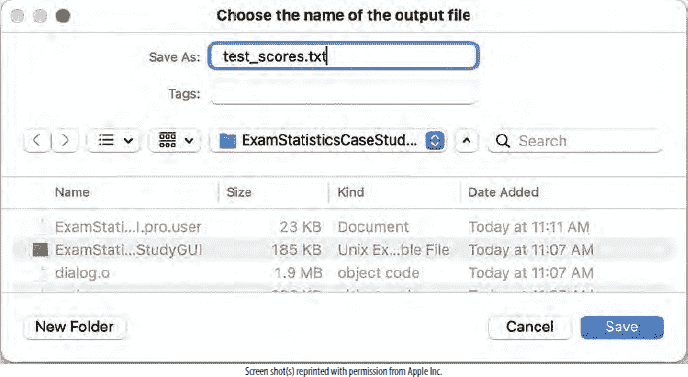 Choose the name of the output file
Save As: test_scores.txt
Tags:
ExamStatisticsCaseStud... Search
Name Size Kind Date Added
ExamStati...I.pro.user 23 KB Document Today at 11:11 AM
ExamStati...StudyGUI 185 KB Unix Ex...ble File Today at 11:07 AM
dialog.o 1.9 MB object code Today at 11:07 AM
New Folder Cancel Save
Screen shot(s) reprinted with permission from Apple Inc.